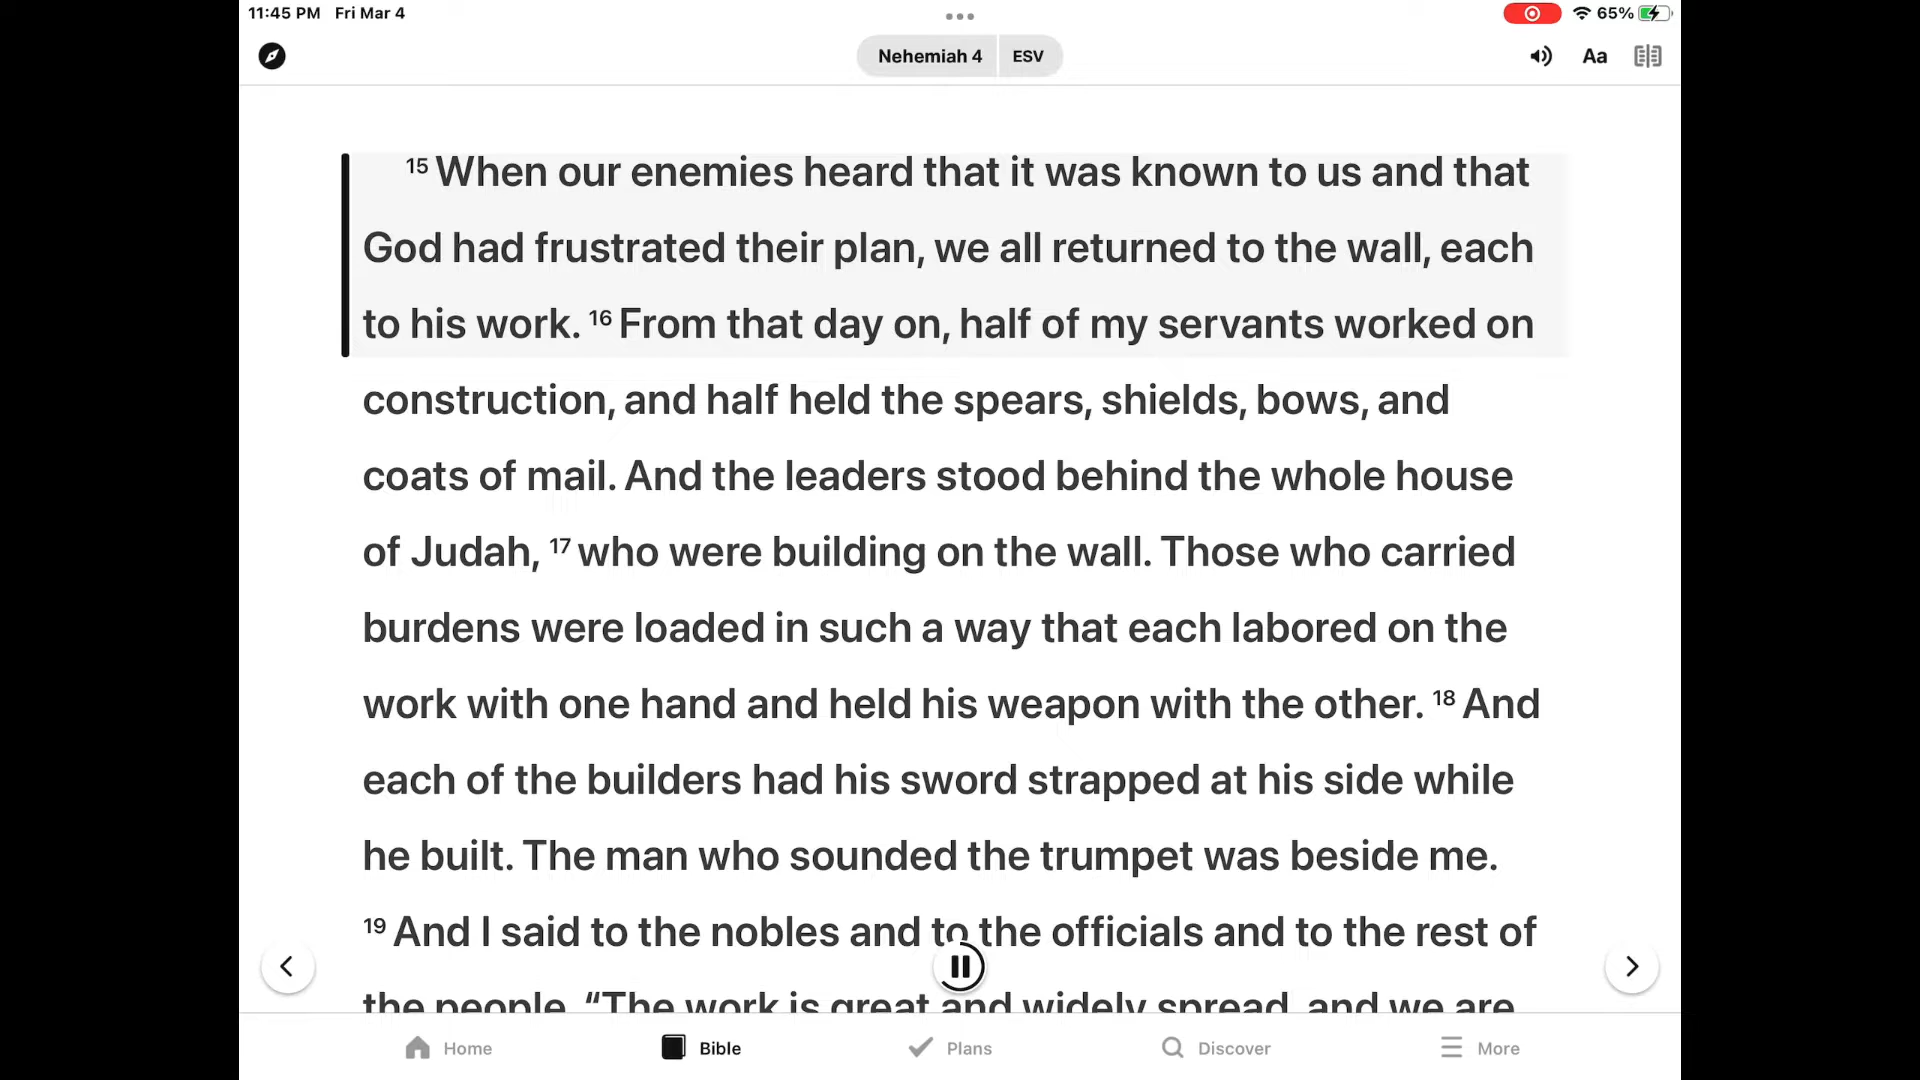 11:45 PM Fri Mar 4
65%
Nehemiah 4 ESV
Aa
15 When our enemies heard that it was known to us and that
God had frustrated their plan, we all returned to the wall, each
to his work. 16 From that day on, half of my servants worked on
construction, and half held the spears, shields, bows, and
coats of mail. And the leaders stood behind the whole house
of Judah, 17 who were building on the wall. Those who carried
burdens were loaded in such a way that each labored on the
work with one hand and held his weapon with the other. 18 And
each of the builders had his sword strapped at his side while
he built. The man who sounded the trumpet was beside me.
19 And I said to the nobles and to the officials and to the rest of
the people, “The work is great and widely spread, and we are
Home Bible Plans Discover More